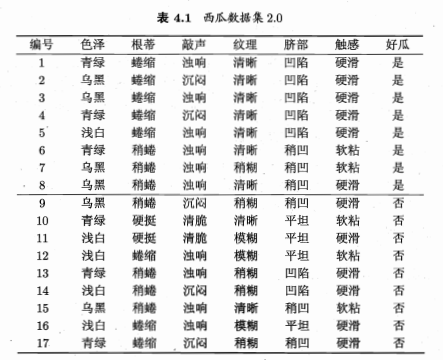 表 4.1 西瓜数据集 2.0
编号 色泽 根蒂 敲声 纹理 脐部 触感 好瓜
1 青绿 蜷缩 浊响 清晰 凹陷 硬滑 是
2 乌黑 蜷缩 沉闷 清晰 凹陷 硬滑 是
3 乌黑 蜷缩 浊响 清晰 凹陷 硬滑 是
4 青绿 蜷缩 沉闷 清晰 凹陷 硬滑 是
5 浅白 蜷缩 浊响 清晰 凹陷 硬滑 是
6 青绿 稍蜷 浊响 清晰 稍凹 软粘 是
7 乌黑 稍蜷 浊响 稍糊 稍凹 软粘 是
8 乌黑 稍蜷 浊响 清晰 稍凹 硬滑 是
9 乌黑 稍蜷 沉闷 稍糊 稍凹 硬滑 否
10 青绿 硬挺 清脆 清晰 平坦 软粘 否
11 浅白 硬挺 清脆 模糊 平坦 硬滑 否
12 浅白 蜷缩 浊响 模糊 平坦 软粘 否
13 青绿 稍蜷 浊响 稍糊 凹陷 硬滑 否
14 浅白 稍蜷 沉闷 稍糊 凹陷 硬滑 否
15 乌黑 稍蜷 浊响 清晰 稍凹 软粘 否
16 浅白 蜷缩 浊响 模糊 平坦 硬滑 否
17 青绿 蜷缩 沉闷 稍糊 稍凹 硬滑 否